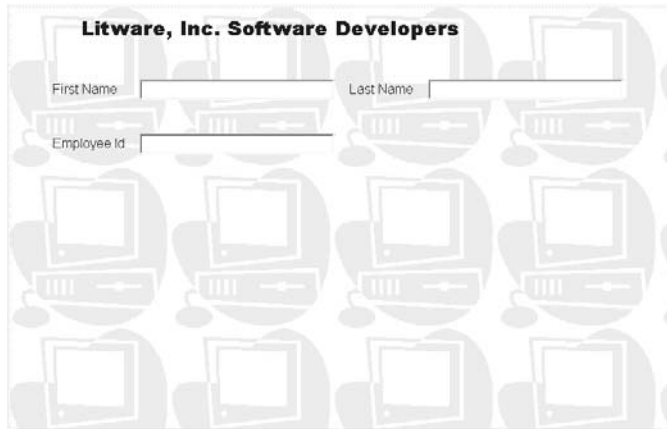 Litware, Inc. Software Developers
First Name Last Name
Employee Id